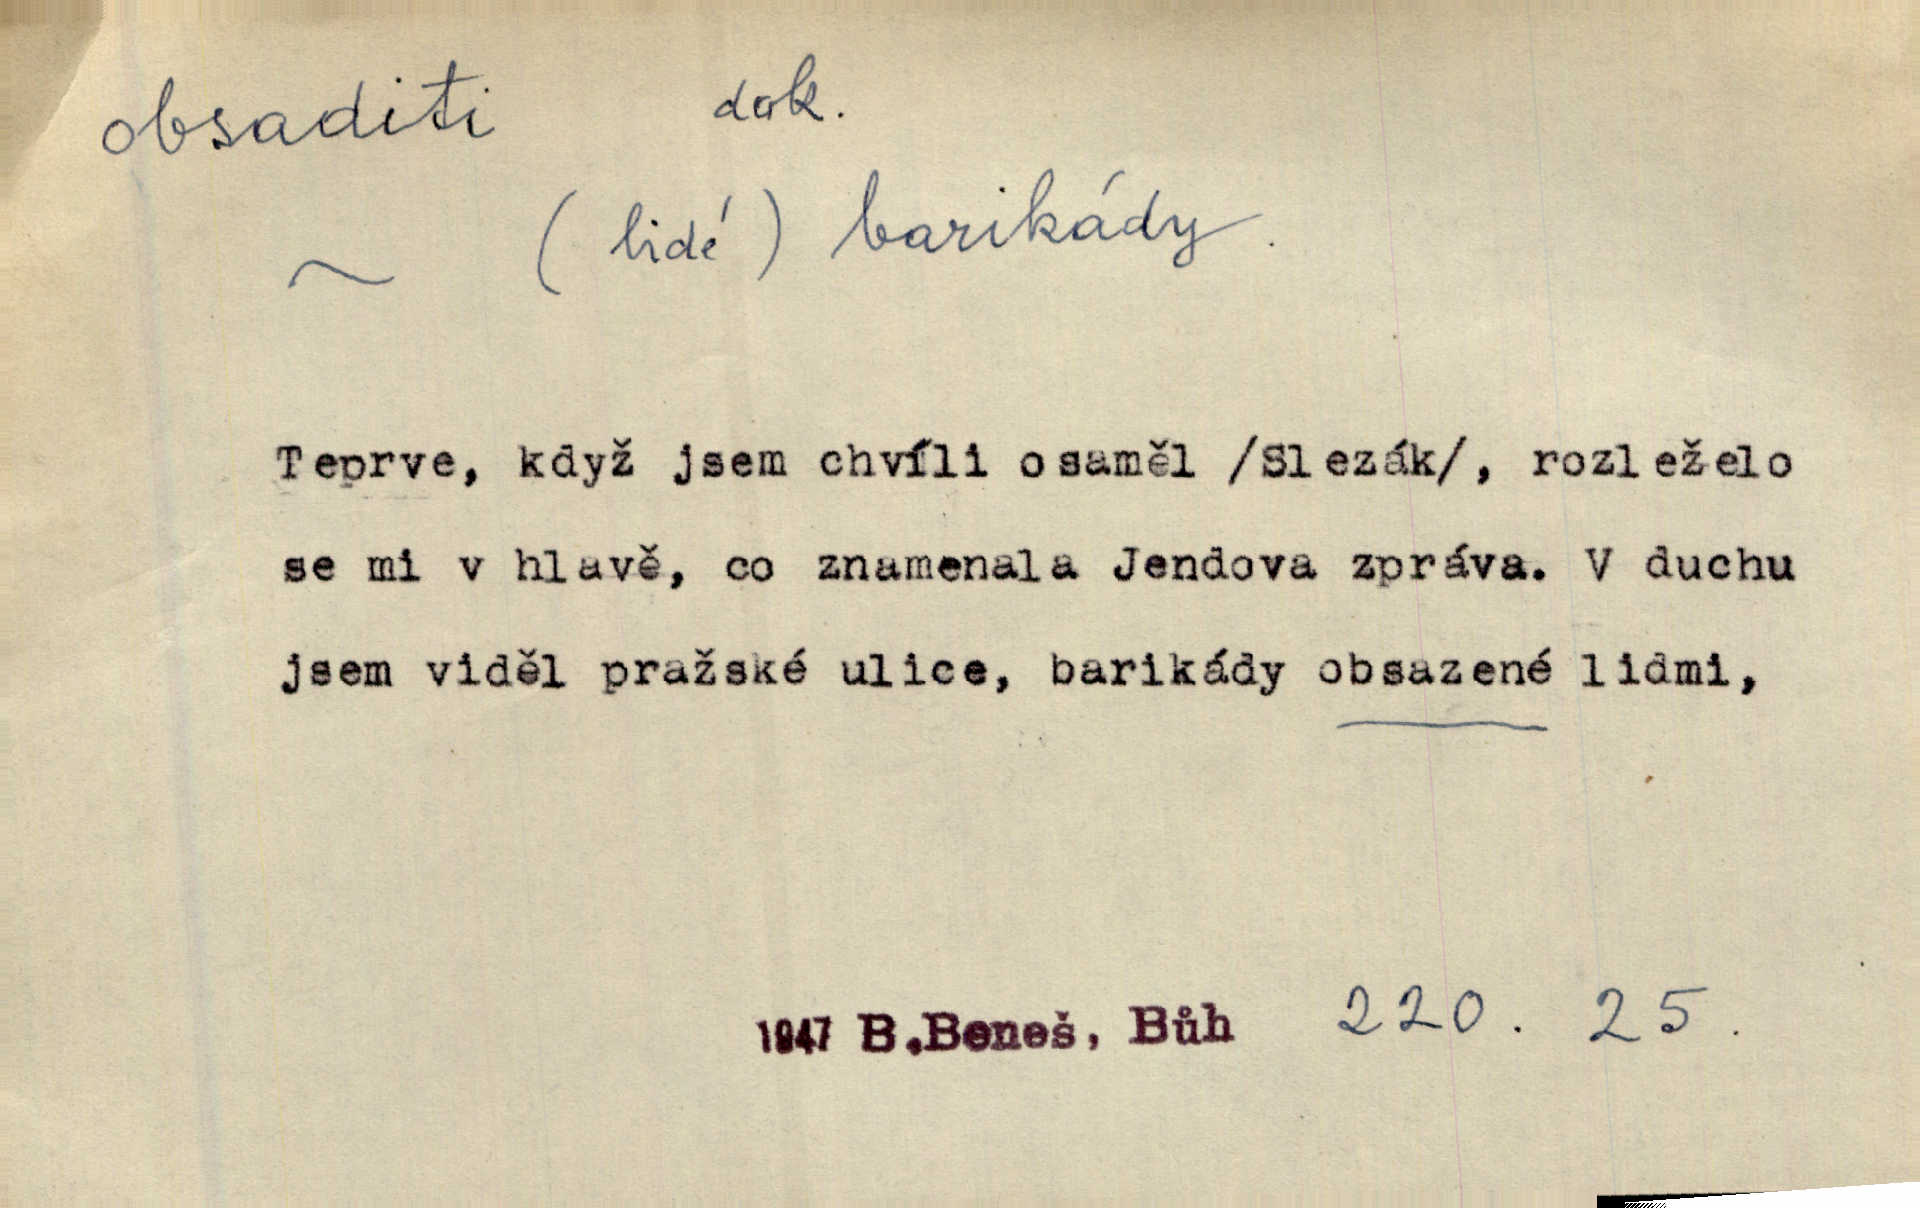 obsaditi dok.
~ (lidé) barikády.
Teprve, když jsem chvíli osaměl /Slezák/, rozleželo
se mi v hlavě, co znamenala Jendova zpráva. V duchu
jsem viděl pražské ulice, barikády obsazené lidmi,
1947 B.Beneš, Bůh 220. 25.